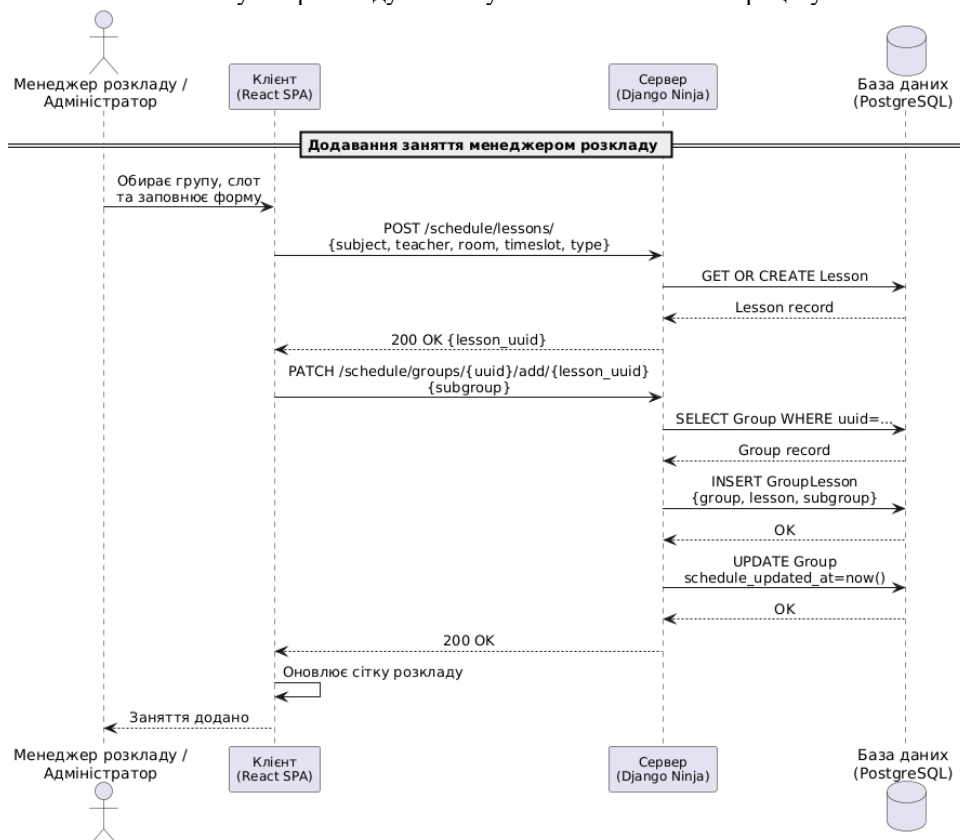 Менеджер розкладу /
Адміністратор
Клієнт
(React SPA)
Сервер
(Django Ninja)
База даних
(PostgreSQL)
Додавання заняття менеджером розкладу
Обирає групу, слот
та заповнює форму
POST /schedule/lessons/
{subject, teacher, room, timeslot, type}
GET OR CREATE Lesson
Lesson record
200 OK {lesson_uuid}
PATCH /schedule/groups/{uuid}/add/{lesson_uuid}
{subgroup}
SELECT Group WHERE uuid=...
Group record
INSERT GroupLesson
{group, lesson, subgroup}
OK
UPDATE Group
schedule_updated_at=now()
OK
200 OK
Оновлює сітку розкладу
Заняття додано
Менеджер розкладу /
Адміністратор
Клієнт
(React SPA)
Сервер
(Django Ninja)
База даних
(PostgreSQL)